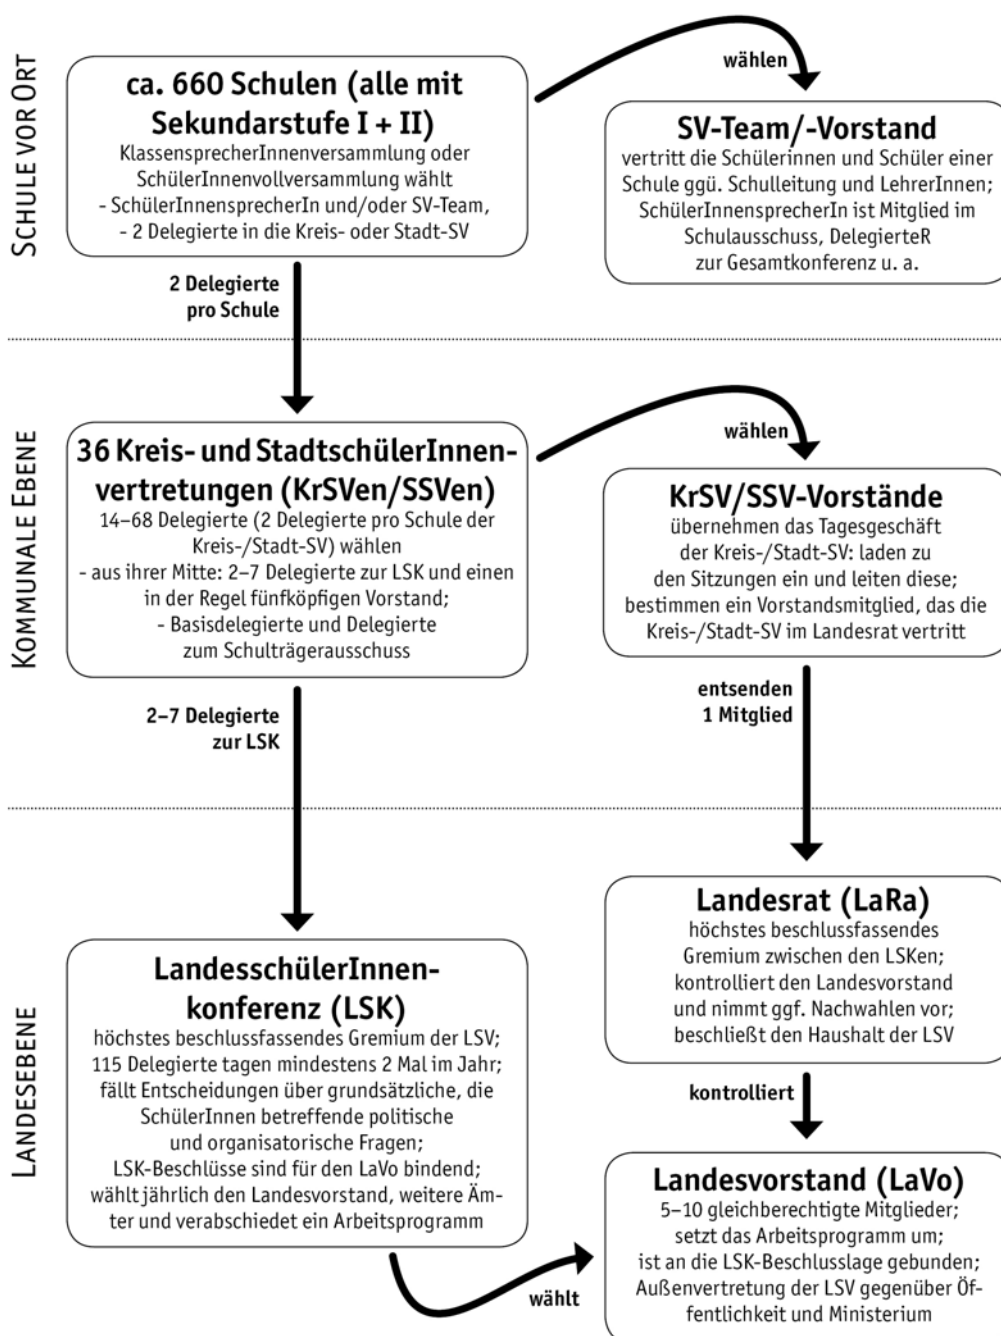 SCHULE VOR ORT
ca. 660 Schulen (alle mit
Sekundarstufe I + II)
KlassensprecherInnenversammlung oder
SchülerInnenvollversammlung wählt
- SchülerInnensprecherIn und/oder SV-Team,
- 2 Delegierte in die Kreis- oder Stadt-SV
wählen
SV-Team/-Vorstand
vertritt die Schülerinnen und Schüler einer
Schule ggü. Schulleitung und LehrerInnen;
SchülerInnensprecherIn ist Mitglied im
Schulausschuss, DelegierteR
zur Gesamtkonferenz u. a.
2 Delegierte
pro Schule
KOMMUNALE EBENE
36 Kreis- und StadtschülerInnen-
vertretungen (KrSVen/SSVen)
14–68 Delegierte (2 Delegierte pro Schule der
Kreis-/Stadt-SV) wählen
- aus ihrer Mitte: 2–7 Delegierte zur LSK und einen
in der Regel fünfköpfigen Vorstand;
- Basisdelegierte und Delegierte
zum Schulträgerausschuss
wählen
KrSV/SSV-Vorstände
übernehmen das Tagesgeschäft
der Kreis-/Stadt-SV: laden zu
den Sitzungen ein und leiten diese;
bestimmen ein Vorstandsmitglied, das die
Kreis-/Stadt-SV im Landesrat vertritt
2–7 Delegierte
zur LSK
entsenden
1 Mitglied
LANDESEBENE
LandesschülerInnen-
konferenz (LSK)
höchstes beschlussfassendes Gremium der LSV;
115 Delegierte tagen mindestens 2 Mal im Jahr;
fällt Entscheidungen über grundsätzliche, die
SchülerInnen betreffende politische
und organisatorische Fragen;
LSK-Beschlüsse sind für den LaVo bindend;
wählt jährlich den Landesvorstand, weitere Äm-
ter und verabschiedet ein Arbeitsprogramm
Landesrat (LaRa)
höchstes beschlussfassendes
Gremium zwischen den LSKen;
kontrolliert den Landesvorstand
und nimmt ggf. Nachwahlen vor;
beschließt den Haushalt der LSV
kontrolliert
wählt
Landesvorstand (LaVo)
5–10 gleichberechtigte Mitglieder;
setzt das Arbeitsprogramm um;
ist an die LSK-Beschlusslage gebunden;
Außenvertretung der LSV gegenüber Öf-
fentlichkeit und Ministerium